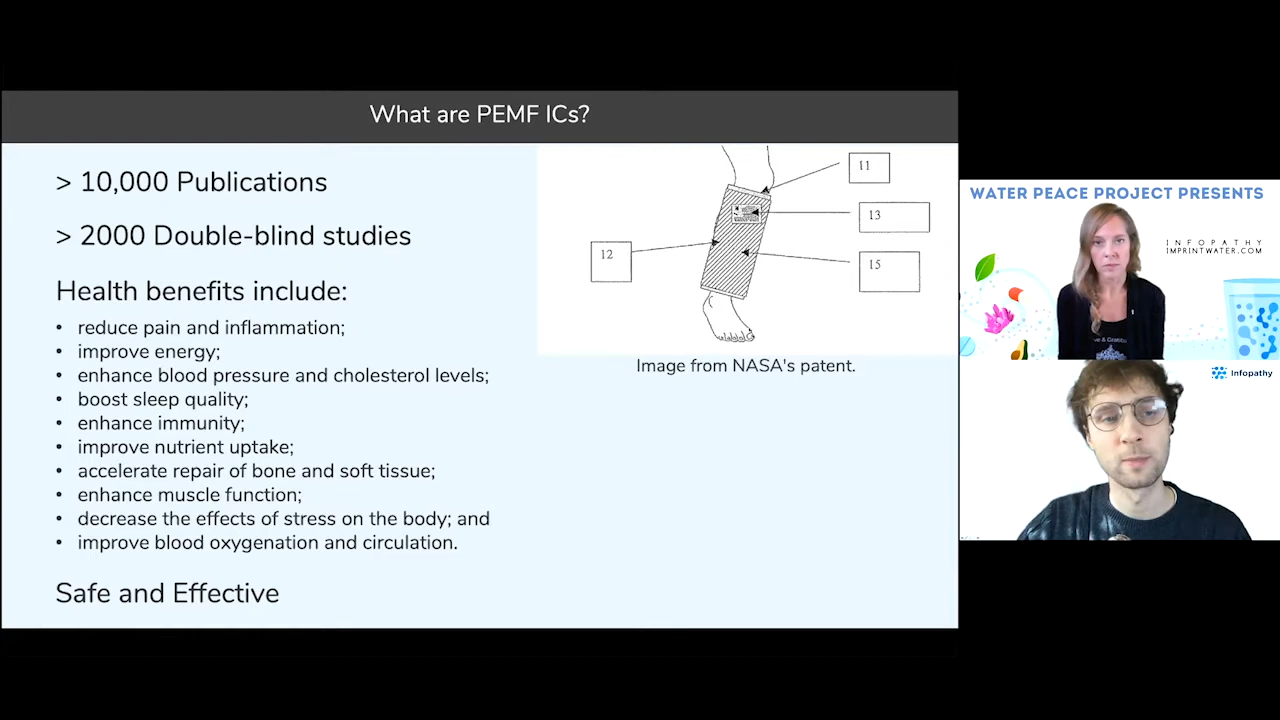 What are PEMF ICs?
> 10,000 Publications
> 2000 Double-blind studies
Health benefits include:
• reduce pain and inflammation;
• improve energy;
• enhance blood pressure and cholesterol levels;
• boost sleep quality;
• enhance immunity;
• improve nutrient uptake;
• accelerate repair of bone and soft tissue;
• enhance muscle function;
• decrease the effects of stress on the body; and
• improve blood oxygenation and circulation.
Safe and Effective
11
13
12
15
Image from NASA's patent.
WATER PEACE PROJECT PRESENTS
INFOPATHY
IMPRINTWATER.COM
ve & Gratitu
Infopathy